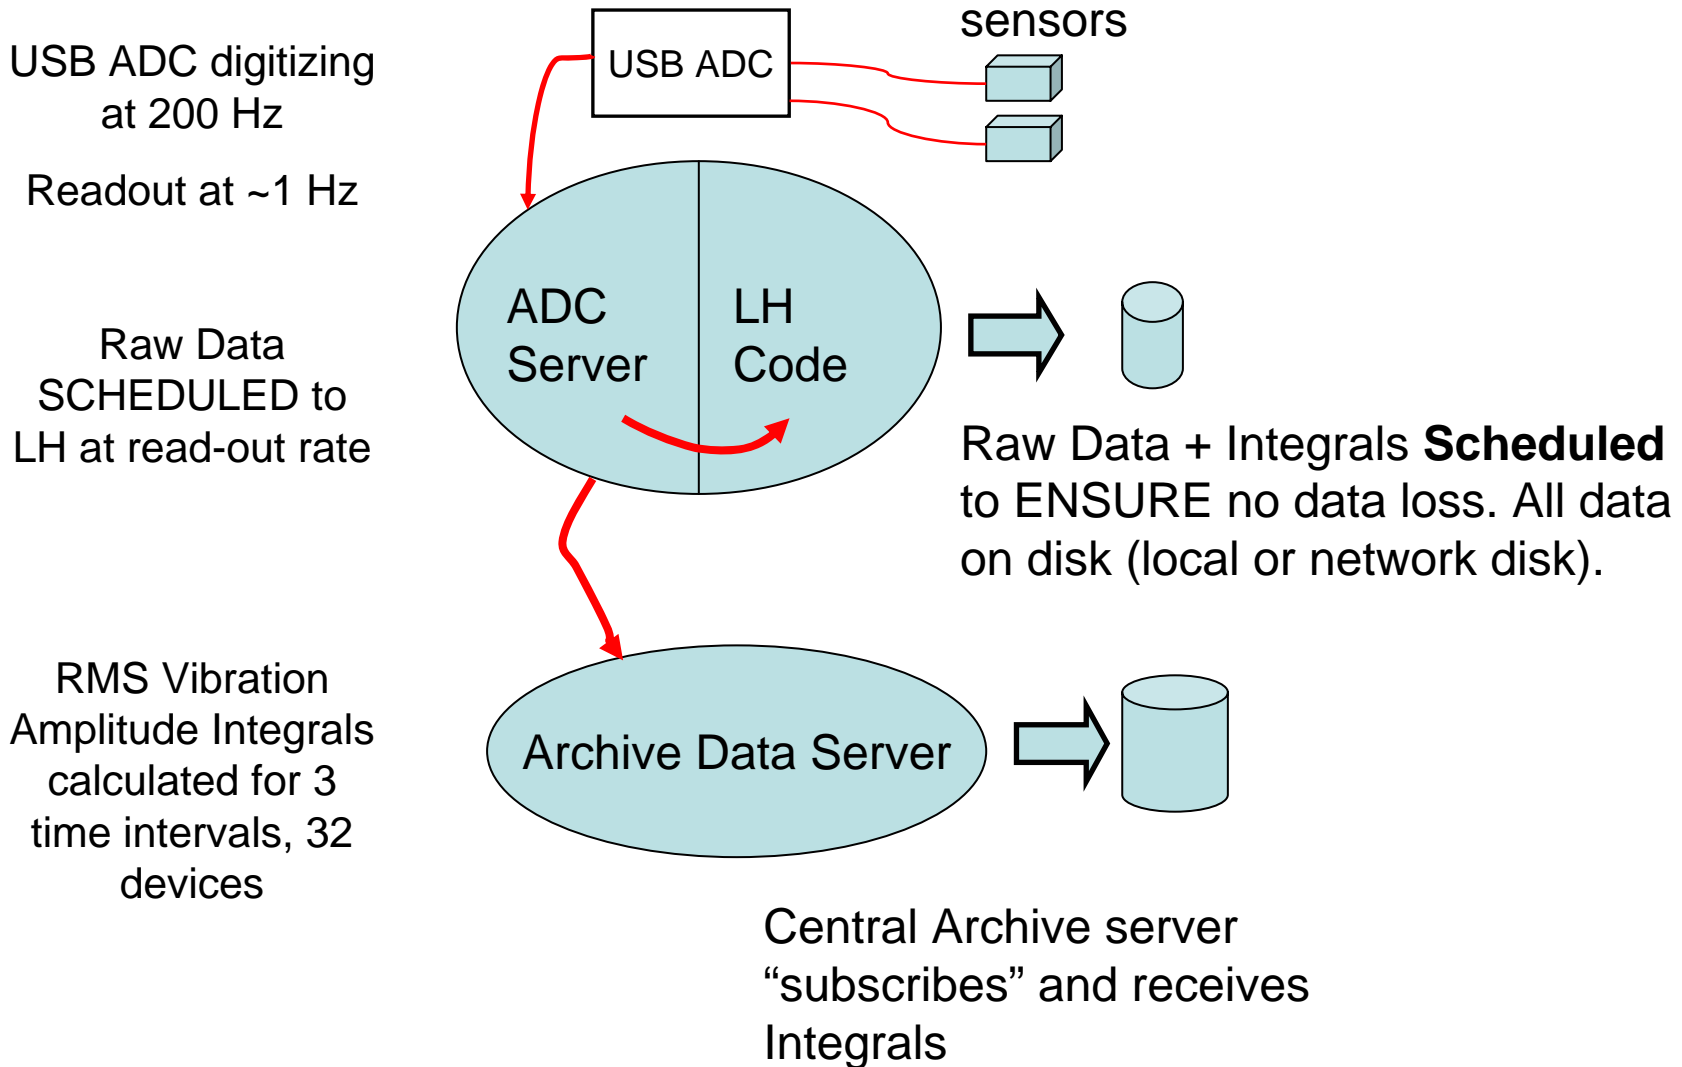 sensors
USB ADC
USB ADC digitizing
at 200 Hz
Readout at ~1 Hz
ADC
Server
LH
Code
Raw Data
SCHEDULED to
LH at read-out rate
Raw Data + Integrals Scheduled
to ENSURE no data loss. All data
on disk (local or network disk).
RMS Vibration
Amplitude Integrals
calculated for 3
time intervals, 32
devices
Archive Data Server
Central Archive server
“subscribes” and receives
Integrals